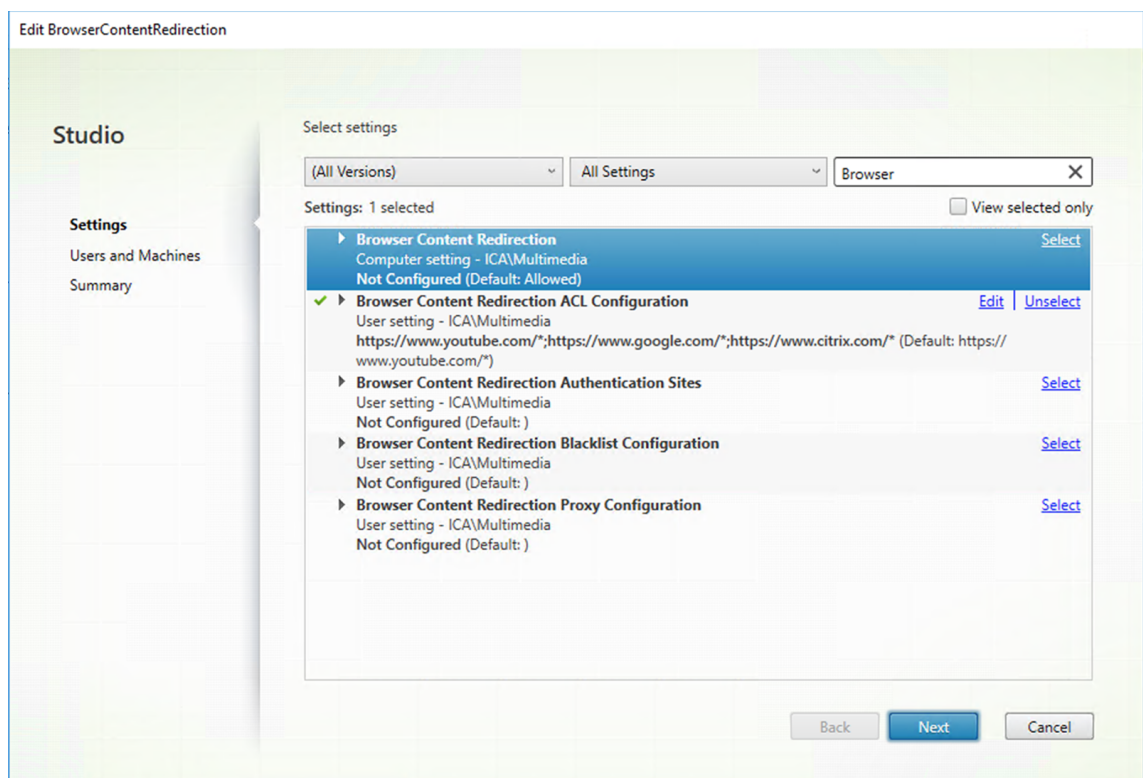 Edit BrowserContentRedirection
Studio
Settings
Users and Machines
Summary
Select settings
(All Versions)
All Settings
Browser
Settings: 1 selected
View selected only
Browser Content Redirection
Select
Computer setting - ICA\Multimedia
Not Configured (Default: Allowed)
Browser Content Redirection ACL Configuration
Edit | Unselect
User setting - ICA\Multimedia
https://www.youtube.com/*;https://www.google.com/*;https://www.citrix.com/* (Default: https://
www.youtube.com/*)
Browser Content Redirection Authentication Sites
Select
User setting - ICA\Multimedia
Not Configured (Default: )
Browser Content Redirection Blacklist Configuration
Select
User setting - ICA\Multimedia
Not Configured (Default: )
Browser Content Redirection Proxy Configuration
Select
User setting - ICA\Multimedia
Not Configured (Default: )
Back
Next
Cancel